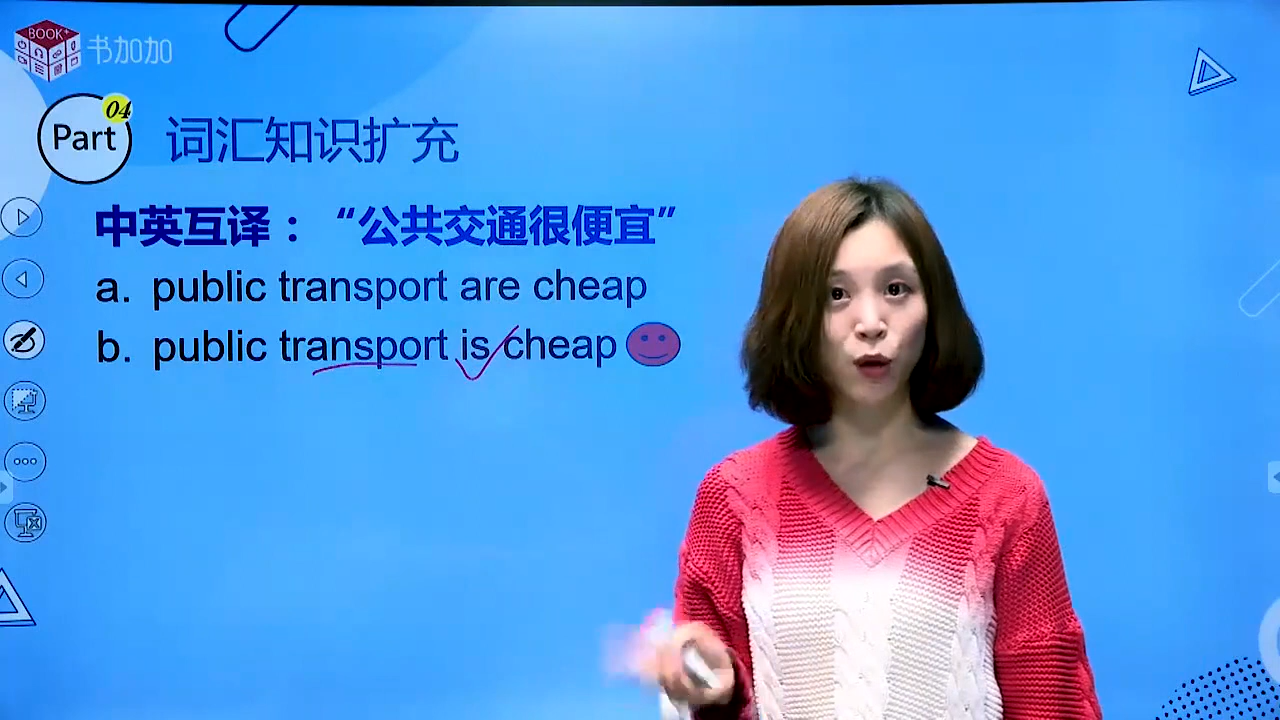 BOOK+
书加加
Part
04
词汇知识扩充
中英互译：“公共交通很便宜”
a. public transport are cheap
b. public transport is cheap